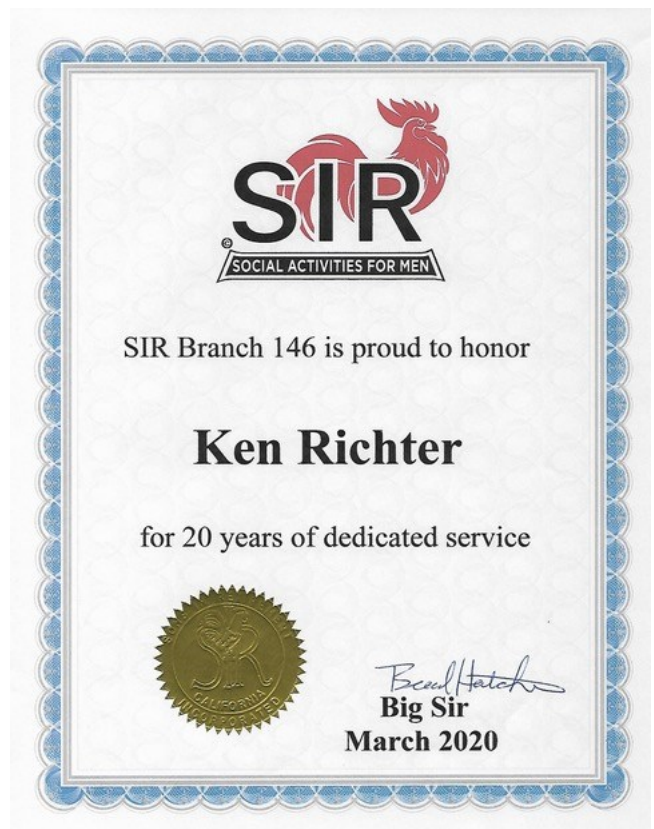 SIR
©
SOCIAL ACTIVITIES FOR MEN
SIR Branch 146 is proud to honor
Ken Richter
for 20 years of dedicated service
SIR
CALIFORNIA
INCORPORATED
Big Sir
March 2020